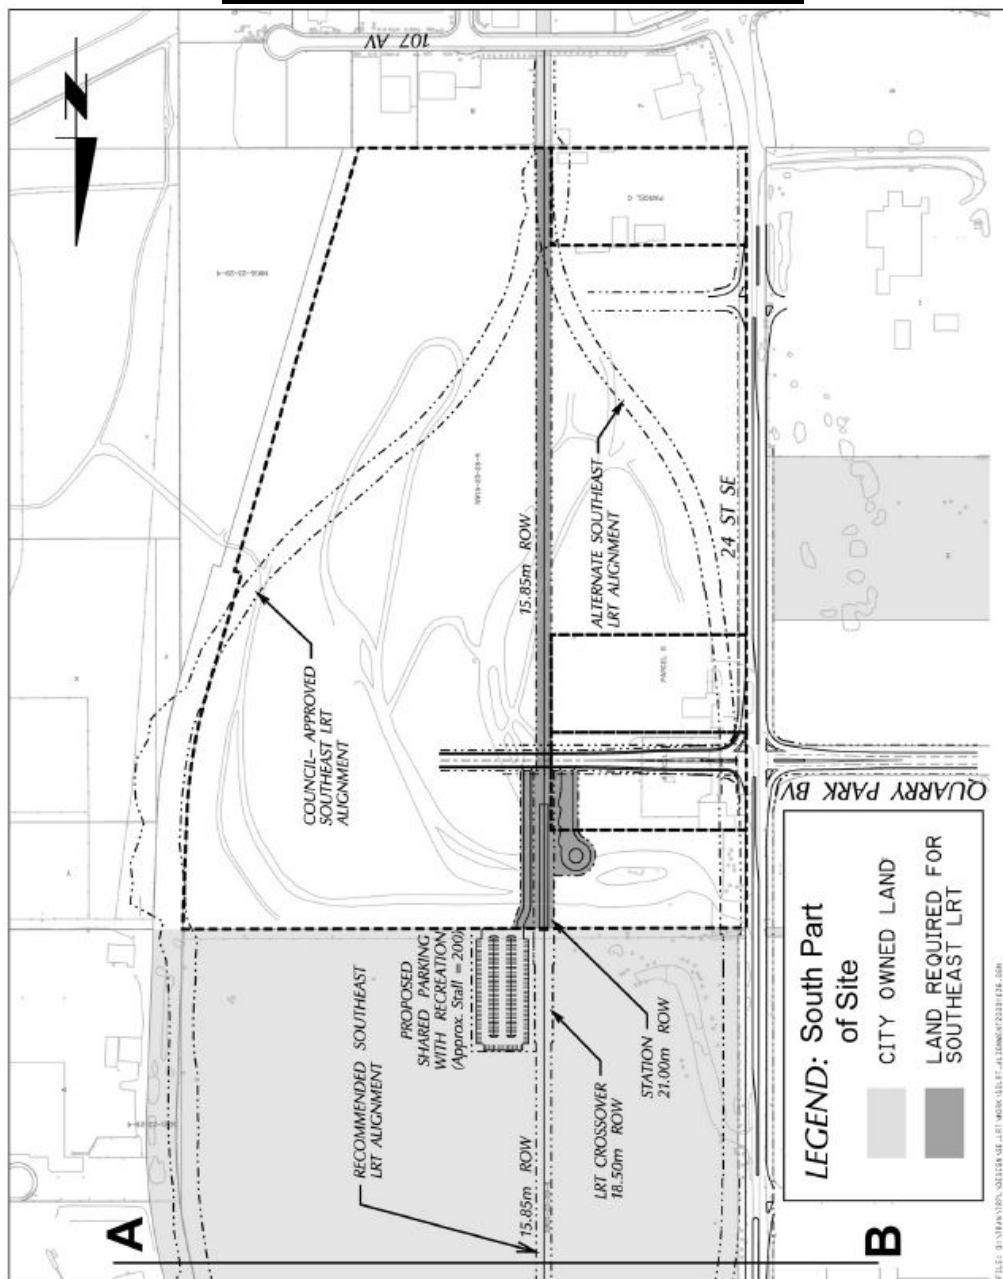 107 AV
N
PARCEL C
COUNCIL-APPROVED
SOUTHEAST LRT
ALIGNMENT
15.85m ROW
ALTERNATE SOUTHEAST
LRT ALIGNMENT
24 ST SE
QUARRY PARK BV
RECOMMENDED SOUTHEAST
LRT ALIGNMENT
PROPOSED
SHARED PARKING
WITH RECREATION
(Approx. Stall = 200)
15.85m ROW
LRT CROSSOVER
18.50m ROW
STATION
21.00m ROW
A
B
LEGEND: South Part
of Site
CITY OWNED LAND
LAND REQUIRED FOR
SOUTHEAST LRT